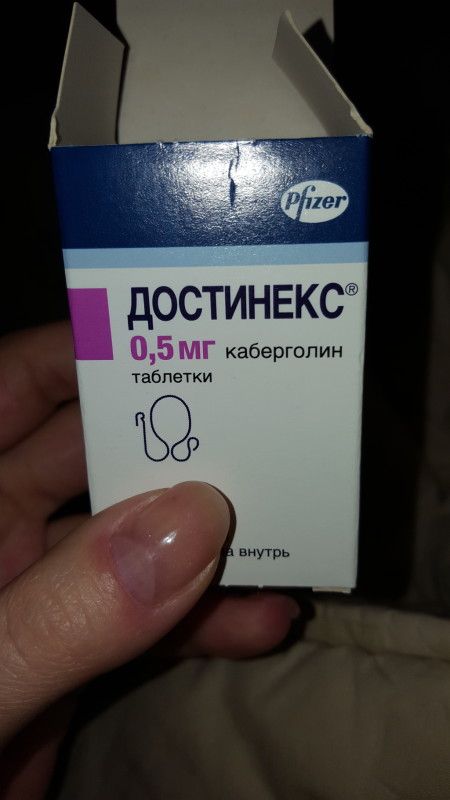 Pfizer
ДОСТИНЕКС®
0,5 мг каберголин
таблетки
внутрь